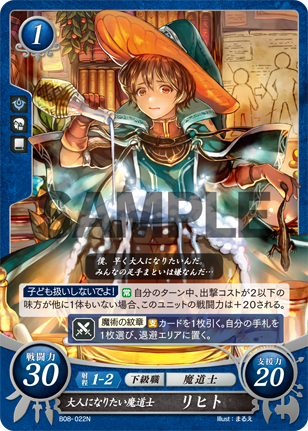 1
SAMPLE
僕、早く大人になりたいんだ。
みんなの足手まといは嫌なんだ…
子ども扱いしないでよ! 常 自分のターン中、出撃コストが2以下の
味方が他に1体もいない場合、このユニットの戦闘力は+20される。
魔術の紋章 支 カードを1枚引く。自分の手札を
1枚選び、退避エリアに置く。
戦闘力 30 射程 1-2 下級職 魔道士 支援力 20
大人になりたい魔道士 リヒト
B08-022N Illust:まるえ